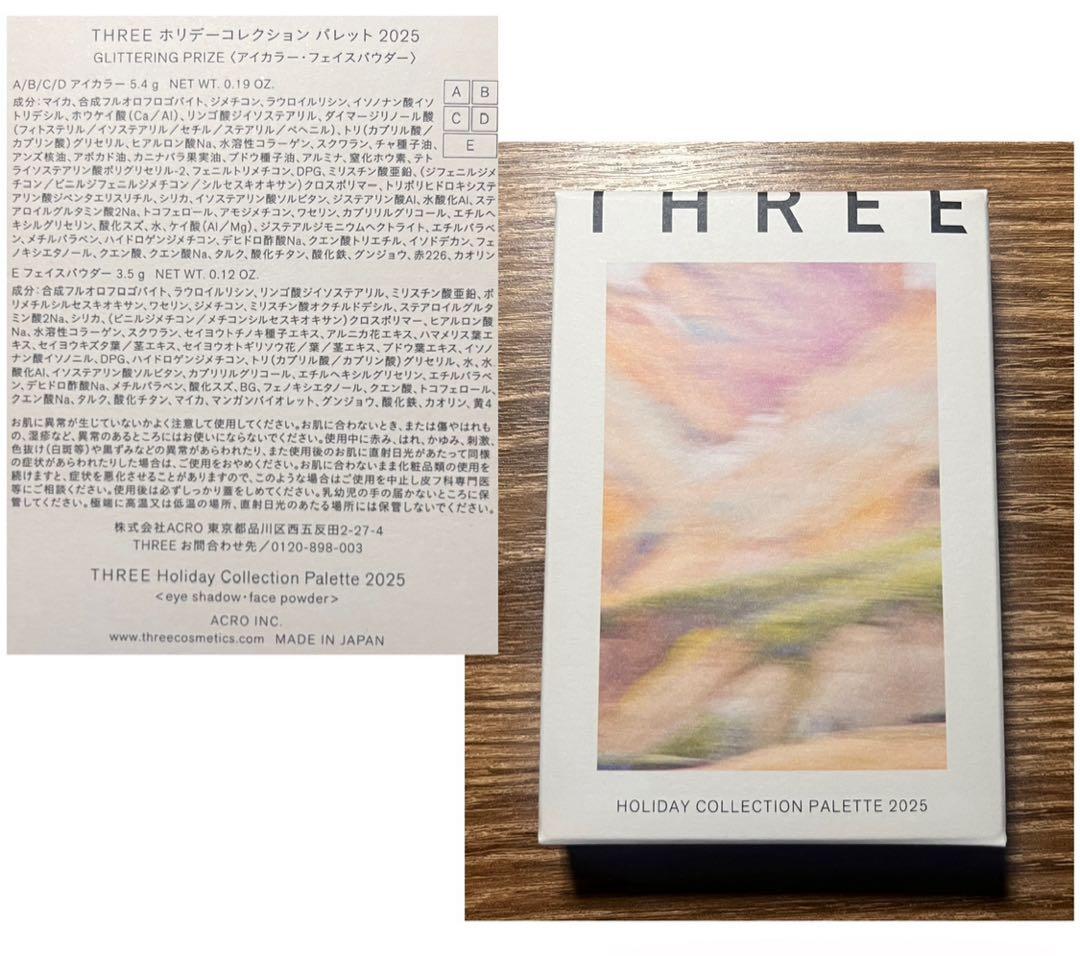 THREE ホリデーコレクション パレット 2025
GLITTERING PRIZE〈アイカラー・フェイスパウダー〉
A/B/C/D アイカラー 5.4 g NET WT. 0.19 OZ.
成分:マイカ、合成フルオロフロゴパイト、ジメチコン、ラウロイルリシン、イソノナン酸イソ
トリデシル、ホウケイ酸(Ca/Al)、リンゴ酸ジイソステアリル、ダイマージリノール酸
(フィトステリル/イソステアリル/セチル/ステアリル/ベヘニル)、トリ(カプリル酸/
カプリン酸)グリセリル、ヒアルロン酸Na、水溶性コラーゲン、スクワラン、チャ種子油、
アンズ核油、アボカド油、カニナバラ果実油、ブドウ種子油、アルミナ、窒化ホウ素、テト
ライソステアリン酸ポリグリセリル-2、フェニルトリメチコン、DPG、ミリスチン酸亜鉛、(ジフェニルジメ
チコン/ビニルジフェニルジメチコン/シルセスキオキサン)クロスポリマー、トリポリヒドロキシステ
アリン酸ジペンタエリスリチル、シリカ、イソステアリン酸ソルビタン、ジステアリン酸Al、水酸化Al、ステ
アロイルグルタミン酸2Na、トコフェロール、アモジメチコン、ワセリン、カプリリルグリコール、エチルヘ
キシルグリセリン、酸化スズ、水、ケイ酸(Al/Mg)、ジステアルジモニウムヘクトライト、エチルパラベ
ン、メチルパラベン、ハイドロゲンジメチコン、デヒドロ酢酸Na、クエン酸トリエチル、イソドデカン、フェ
ノキシエタノール、クエン酸、クエン酸Na、タルク、酸化チタン、酸化鉄、グンジョウ、赤226、カオリン
A B
C D
E
E フェイスパウダー 3.5 g NET WT. 0.12 OZ.
成分:合成フルオロフロゴパイト、ラウロイルリシン、リンゴ酸ジイソステアリル、ミリスチン酸亜鉛、ポ
リメチルシルセスキオキサン、ワセリン、ジメチコン、ミリスチン酸オクチルドデシル、ステアロイルグルタ
ミン酸2Na、シリカ、(ビニルジメチコン/メチコンシルセスキオキサン)クロスポリマー、ヒアルロン酸
Na、水溶性コラーゲン、スクワラン、セイヨウトチノキ種子エキス、アルニカ花エキス、ハマメリス葉エ
キス、セイヨウキズタ葉/茎エキス、セイヨウオトギリソウ花/葉/茎エキス、ブドウ葉エキス、イソノ
ナン酸イソノニル、DPG、ハイドロゲンジメチコン、トリ(カプリル酸/カプリン酸)グリセリル、水、水
酸化Al、イソステアリン酸ソルビタン、カプリリルグリコール、エチルヘキシルグリセリン、エチルパラベ
ン、デヒドロ酢酸Na、メチルパラベン、酸化スズ、BG、フェノキシエタノール、クエン酸、トコフェロール、
クエン酸Na、タルク、酸化チタン、マイカ、マンガンバイオレット、グンジョウ、酸化鉄、カオリン、黄4
お肌に異常が生じていないかよく注意して使用してください。お肌に合わないとき、または傷やはれも
の、湿疹など、異常のあるところにはお使いにならないでください。使用中に赤み、はれ、かゆみ、刺激、
色抜け(白斑等)や黒ずみなどの異常があらわれたり、また使用後のお肌に直射日光があたって同様
の症状があらわれたりした場合は、ご使用をおやめください。お肌に合わないまま化粧品類の使用を
続けますと、症状を悪化させることがありますので、このような場合はご使用を中止し皮フ科専門医
等にご相談ください。使用後は必ずしっかり蓋をしめてください。乳幼児の手の届かないところに保
管してください。極端に高温又は低温の場所、直射日光のあたる場所には保管しないでください。
株式会社ACRO 東京都品川区西五反田2-27-4
THREE お問合わせ先/0120-898-003
THREE Holiday Collection Palette 2025
<eye shadow・face powder>
ACRO INC.
www.threecosmetics.com MADE IN JAPAN
THREE
HOLIDAY COLLECTION PALETTE 2025